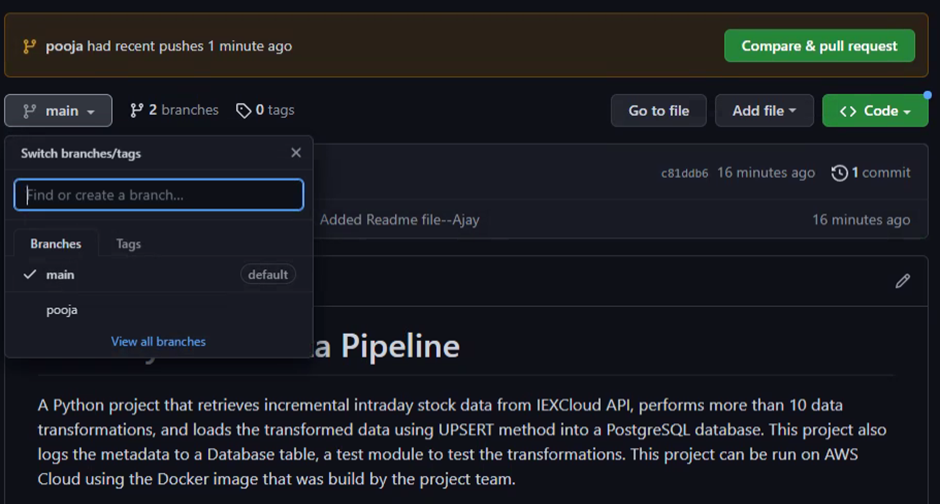 pooja had recent pushes 1 minute ago
Compare & pull request
main
2 branches
0 tags
Go to file
Add file
<> Code
Switch branches/tags
Find or create a branch...
Branches
Tags
main
default
pooja
View all branches
c81ddb6 16 minutes ago
1 commit
Added Readme file--Ajay
16 minutes ago
Pipeline
A Python project that retrieves incremental intraday stock data from IEXCloud API, performs more than 10 data
transformations, and loads the transformed data using UPSERT method into a PostgreSQL database. This project also
logs the metadata to a Database table, a test module to test the transformations. This project can be run on AWS
Cloud using the Docker image that was build by the project team.